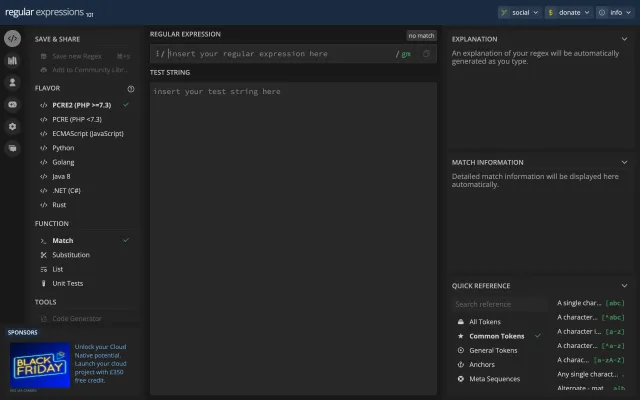 regular expressions 101
social
donate
info
SAVE & SHARE
Save new Regex ⌘+s
Add to Community Libr...
FLAVOR
PCRE2 (PHP >=7.3)
PCRE (PHP <7.3)
ECMAScript (JavaScript)
Python
Golang
Java 8
.NET (C#)
Rust
FUNCTION
Match
Substitution
List
Unit Tests
TOOLS
Code Generator
SPONSORS
BLACK FRIDAY
Unlock your Cloud
Native potential.
Launch your cloud
project with £350
free credit.
REGULAR EXPRESSION
no match
/ insert your regular expression here / gm
TEST STRING
insert your test string here
EXPLANATION
An explanation of your regex will be automatically
generated as you type.
MATCH INFORMATION
Detailed match information will be displayed here
automatically.
QUICK REFERENCE
Search reference
All Tokens
Common Tokens
General Tokens
Anchors
Meta Sequences
A single char... [abc]
A character... [^abc]
A character i... [a-z]
A character... [^a-z]
A charac... [a-zA-Z]
Any single charact... .
Alternate - mat... a|b